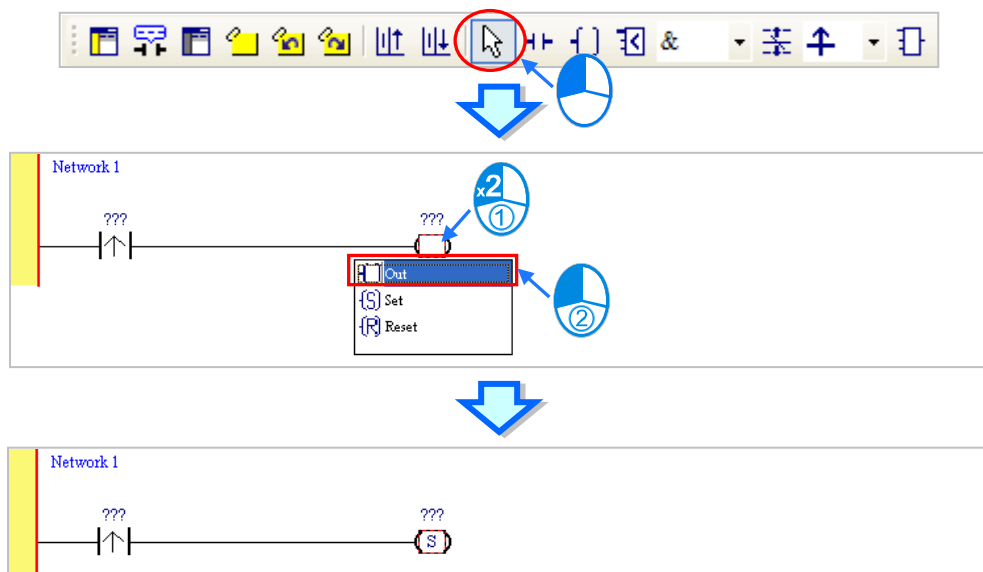 &
Network 1
??? ???
x2
①
Out
(S) Set
(R) Reset
②
Network 1
??? ???
S